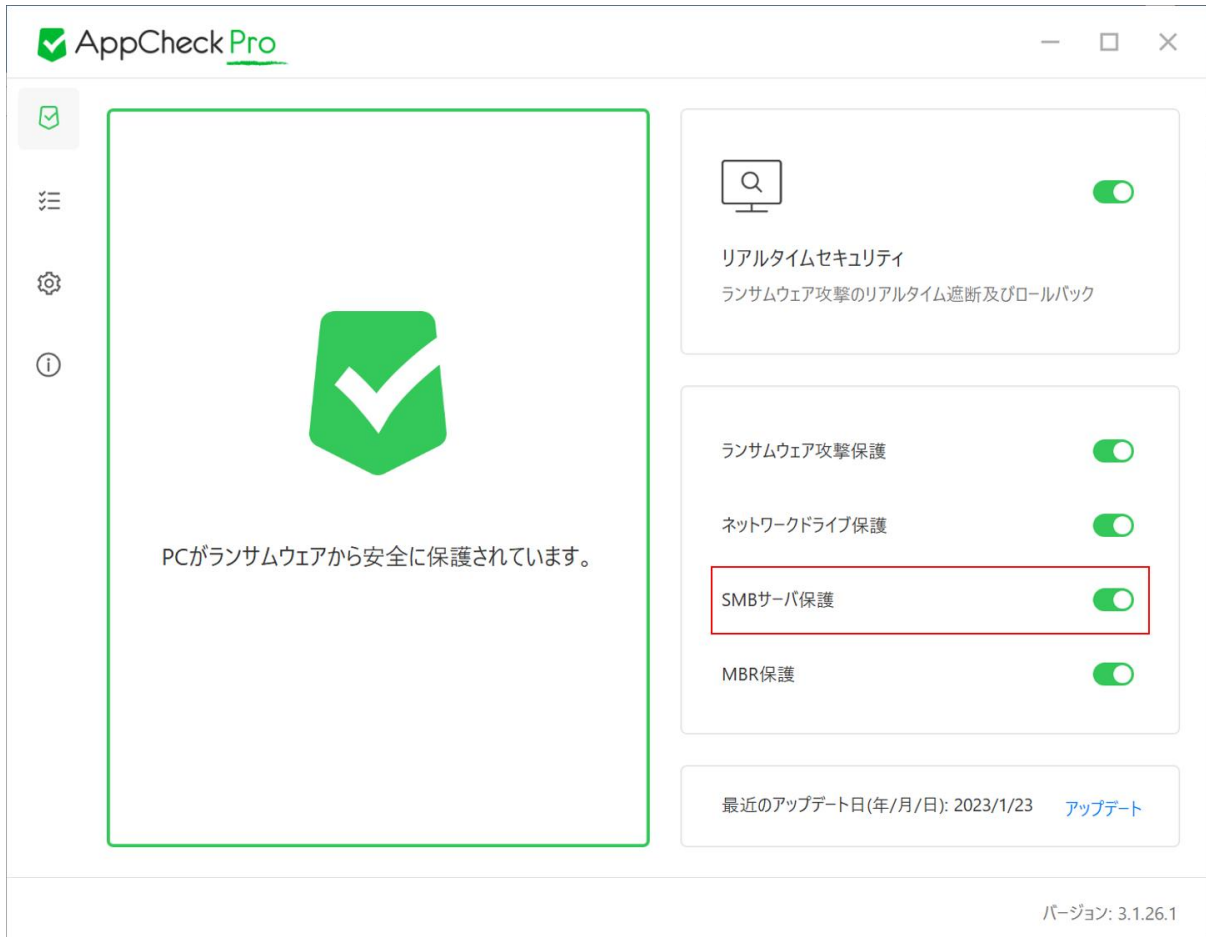 AppCheck Pro
リアルタイムセキュリティ
ランサムウェア攻撃のリアルタイム遮断及びロールバック
PCがランサムウェアから安全に保護されています。
ランサムウェア攻撃保護
ネットワークドライブ保護
SMBサーバ保護
MBR保護
最近のアップデート日(年/月/日): 2023/1/23 アップデート
バージョン: 3.1.26.1